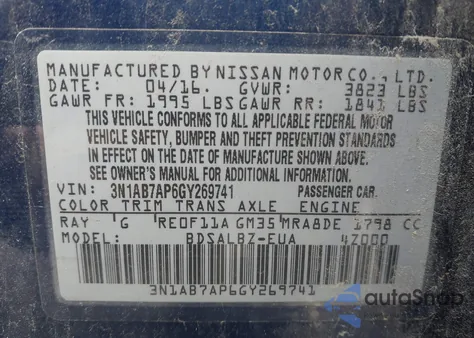 MANUFACTURED BY NISSAN MOTOR CO., LTD.
DATE: 04/16. GVWR: 3823 LBS
GAWR FR: 1995 LBS GAWR RR: 1841 LBS
THIS VEHICLE CONFORMS TO ALL APPLICABLE FEDERAL MOTOR
VEHICLE SAFETY, BUMPER AND THEFT PREVENTION STANDARDS
IN EFFECT ON THE DATE OF MANUFACTURE SHOWN ABOVE.
SEE OWNER'S MANUAL FOR ADDITIONAL INFORMATION.
VIN: 3N1AB7AP6GY269741 PASSENGER CAR.
COLOR TRIM TRANS AXLE ENGINE
RAY G RE0F11A GM35 MRA8DE 1798 CC
MODEL: BDSALBZ-EUA 4Z000
3N1AB7AP6GY269741
autoSnap